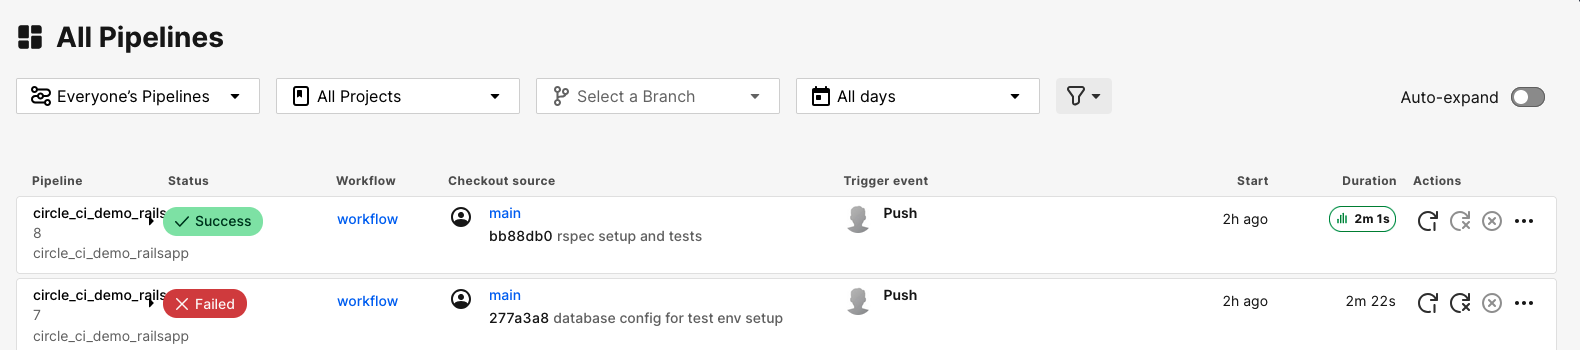 All Pipelines
Everyone’s Pipelines
All Projects
Select a Branch
All days
Auto-expand
Pipeline Status Workflow Checkout source Trigger event Start Duration Actions
circle_ci_demo_rails Success workflow main Push 2h ago 2m 1s
8 bb88db0 rspec setup and tests
circle_ci_demo_railsapp
circle_ci_demo_rails Failed workflow main Push 2h ago 2m 22s
7 277a3a8 database config for test env setup
circle_ci_demo_railsapp